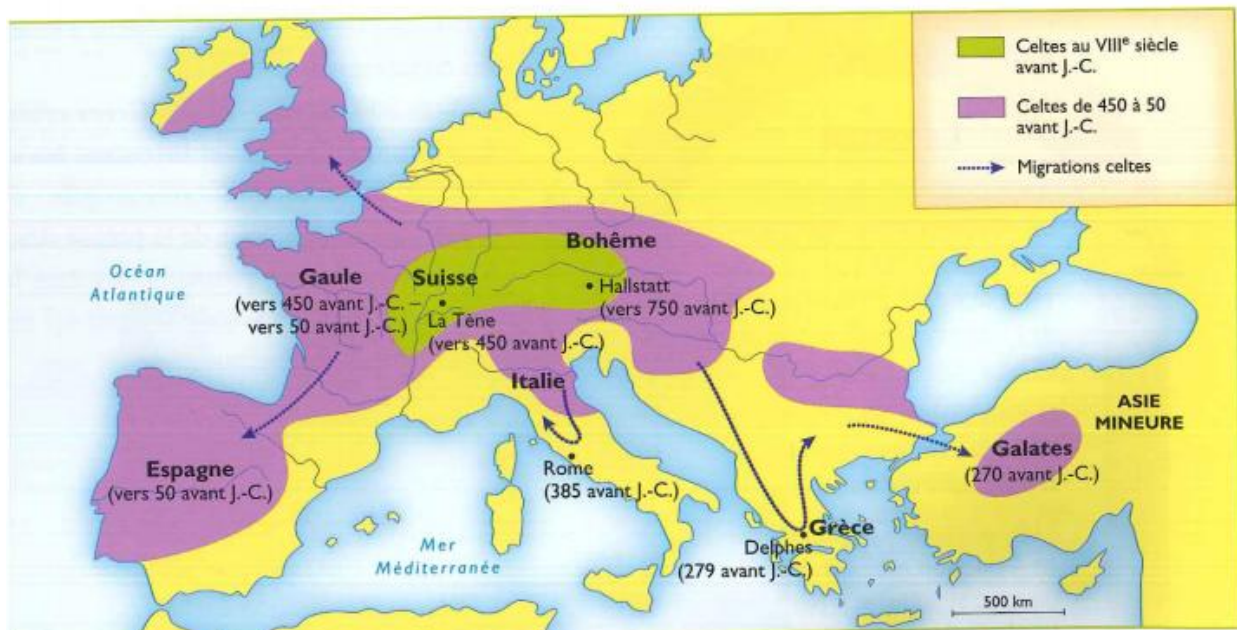 Celtes au VIIIe siècle
avant J.-C.
Celtes de 450 à 50
avant J.-C.
Migrations celtes
Océan
Atlantique
Gaule
(vers 450 avant J.-C. –
vers 50 avant J.-C.)
Suisse
La Tène
(vers 450 avant J.-C.)
Bohême
Hallstatt
(vers 750 avant J.-C.)
Italie
Rome
(385 avant J.-C.)
Espagne
(vers 50 avant J.-C.)
Mer
Méditerranée
Grèce
Delphes
(279 avant J.-C.)
ASIE
MINEURE
Galates
(270 avant J.-C.)
500 km